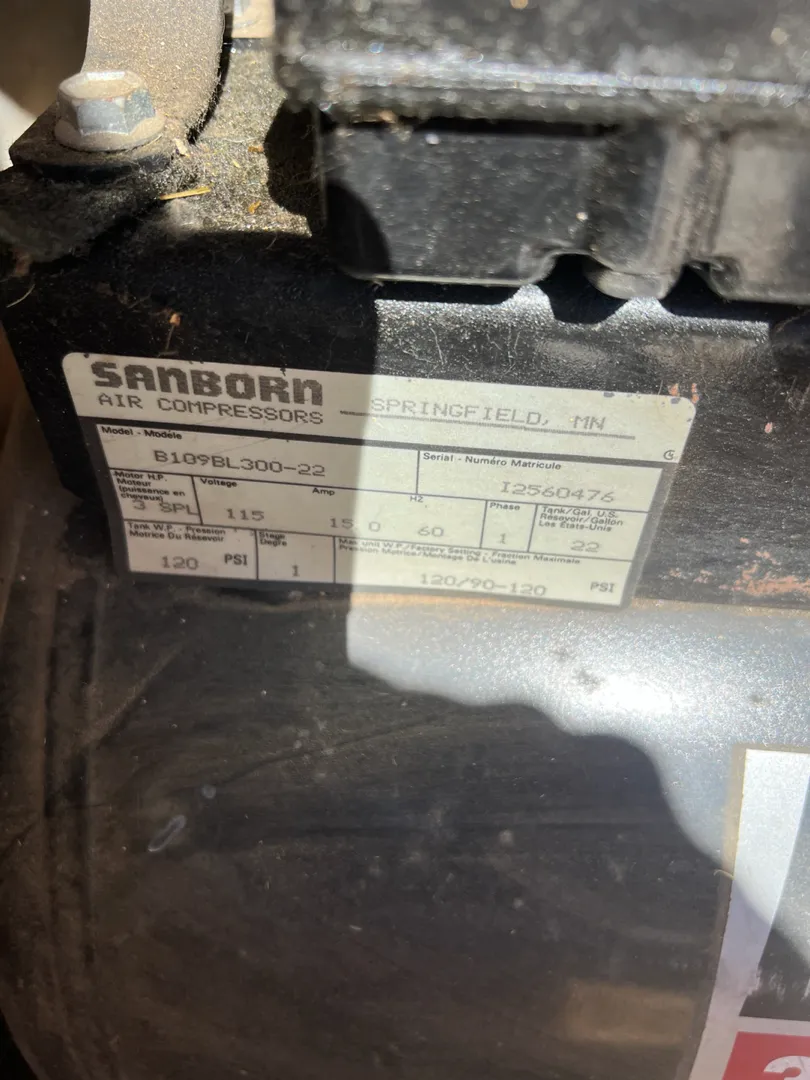 SANBORN
AIR COMPRESSORS SPRINGFIELD, MN
Model - Modèle
B109BL300-22
Serial - Numéro Matricule
I2560476
Motor H.P.
Moteur
(puissance en
chevaux)
3 SPL
Voltage
115
Amp
15.0
HZ
60
Phase
1
Tank/Gal. U.S.
Résevoir/Gallon
Les États-Unis
22
Tank W.P. - Pression
Motrice Du Résevoir
120 PSI
Stage
Degré
1
Max unit W.P./Factory Setting - Fraction Maximale
Pression Motrice/Montage De L'usine
120/90-120 PSI